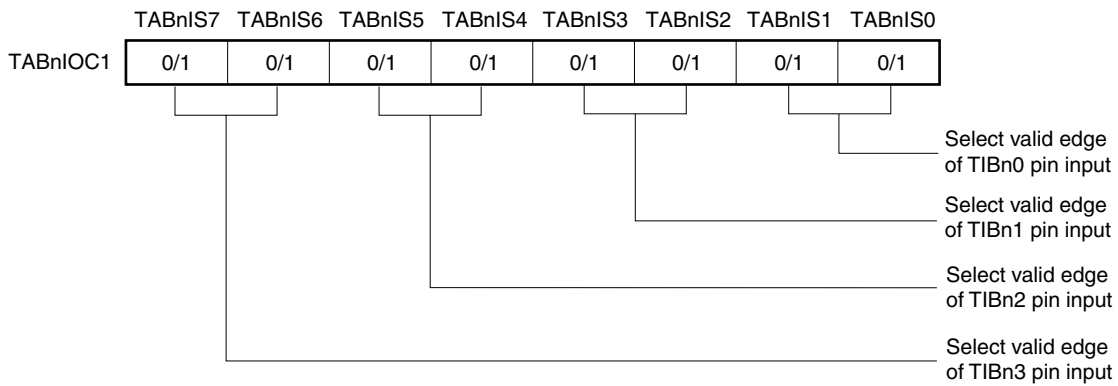 TABnIS7 TABnIS6 TABnIS5 TABnIS4 TABnIS3 TABnIS2 TABnIS1 TABnIS0
TABnIOC1 0/1 0/1 0/1 0/1 0/1 0/1 0/1 0/1
Select valid edge
of TIBn0 pin input
Select valid edge
of TIBn1 pin input
Select valid edge
of TIBn2 pin input
Select valid edge
of TIBn3 pin input